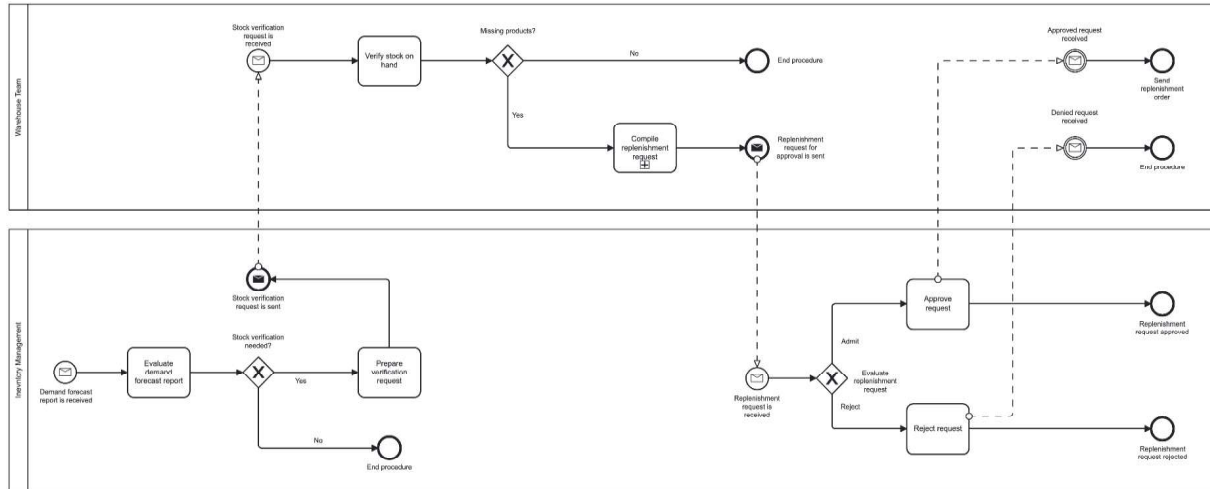 Warehouse Team
Stock verification
request is
received
Verify stock on
hand
Missing products?
No
End procedure
Yes
Compile
replenishment
request
Replenishment
request for
approval is sent
Approved request
received
Send
replenishment
order
Denied request
received
End procedure
Inevntory Management
Stock verification
request is sent
Demand forecast
report is received
Evaluate
demand
forecast report
Stock verification
needed?
Yes
Prepare
verification
request
No
End procedure
Replenishment
request is
received
Evaluate
replenishment
request
Admit
Approve
request
Replenishment
request approved
Reject
Reject request
Replenishment
request rejected